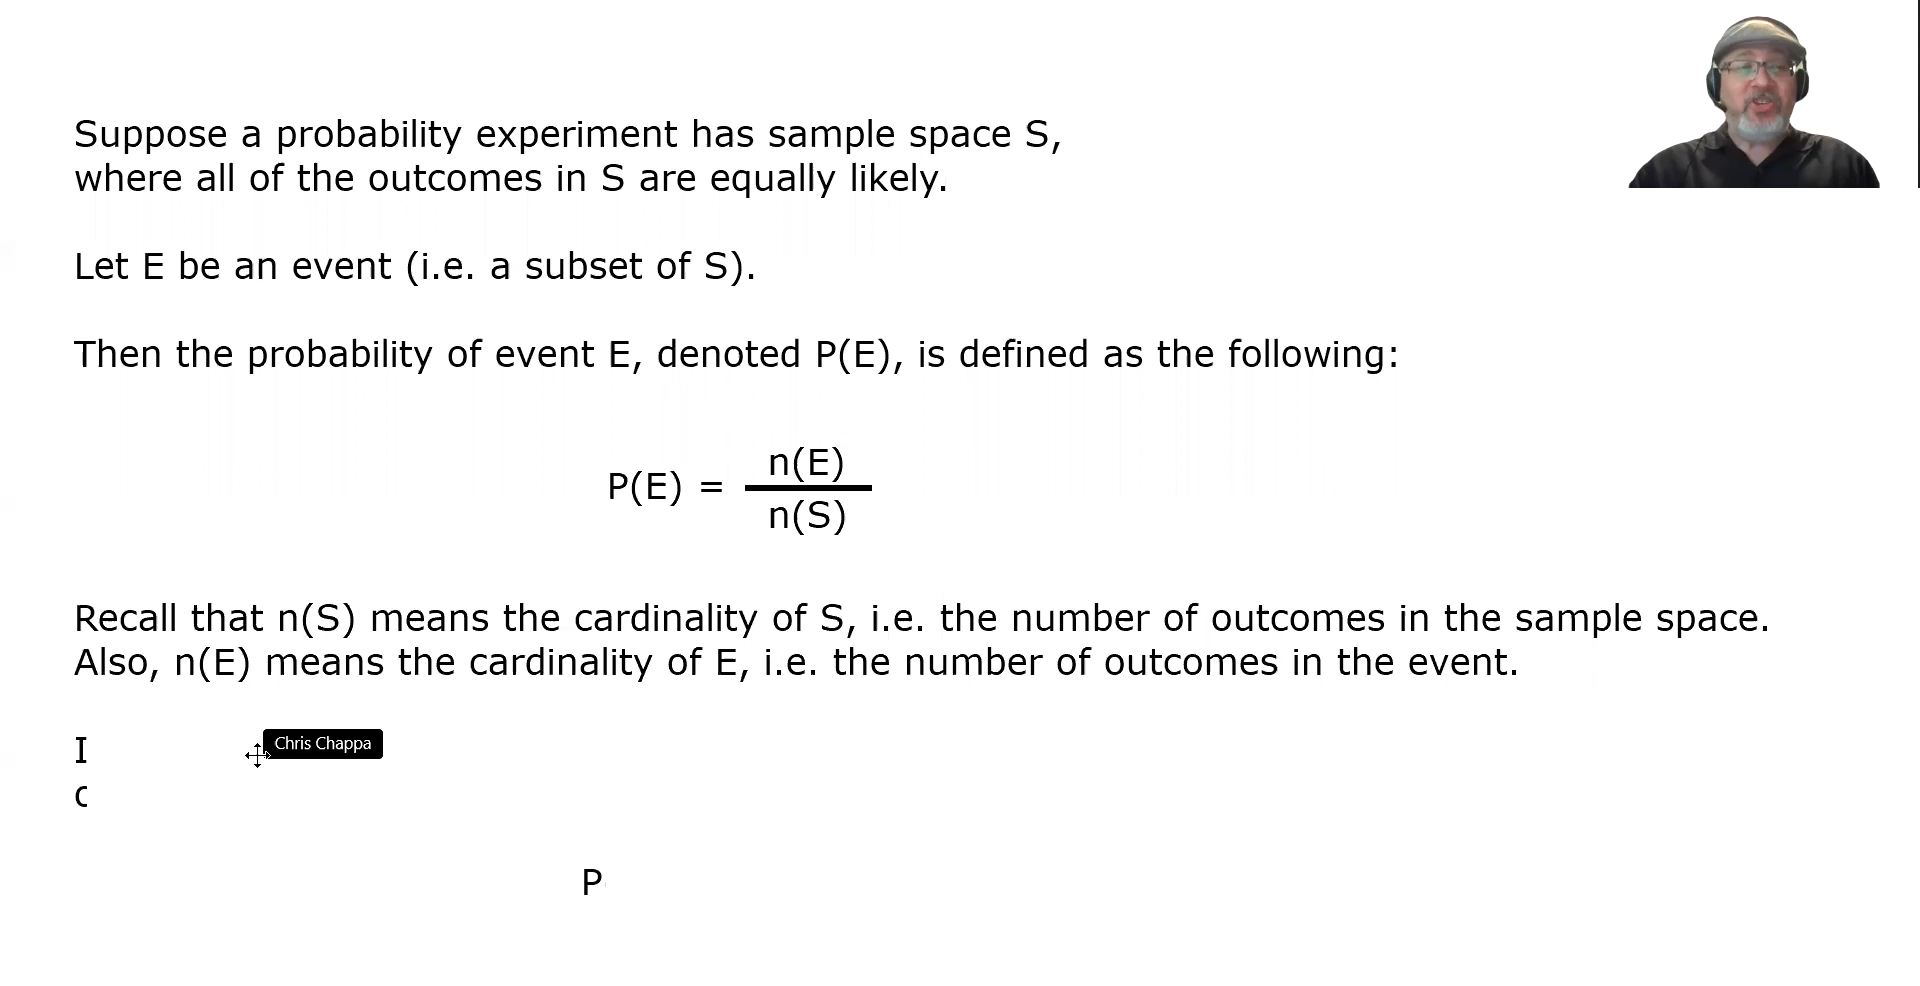 Suppose a probability experiment has sample space S,
where all of the outcomes in S are equally likely.
Let E be an event (i.e. a subset of S).
Then the probability of event E, denoted P(E), is defined as the following:
P(E) = n(E)
n(S)
Recall that n(S) means the cardinality of S, i.e. the number of outcomes in the sample space.
Also, n(E) means the cardinality of E, i.e. the number of outcomes in the event.
I
Chris Chappa
P